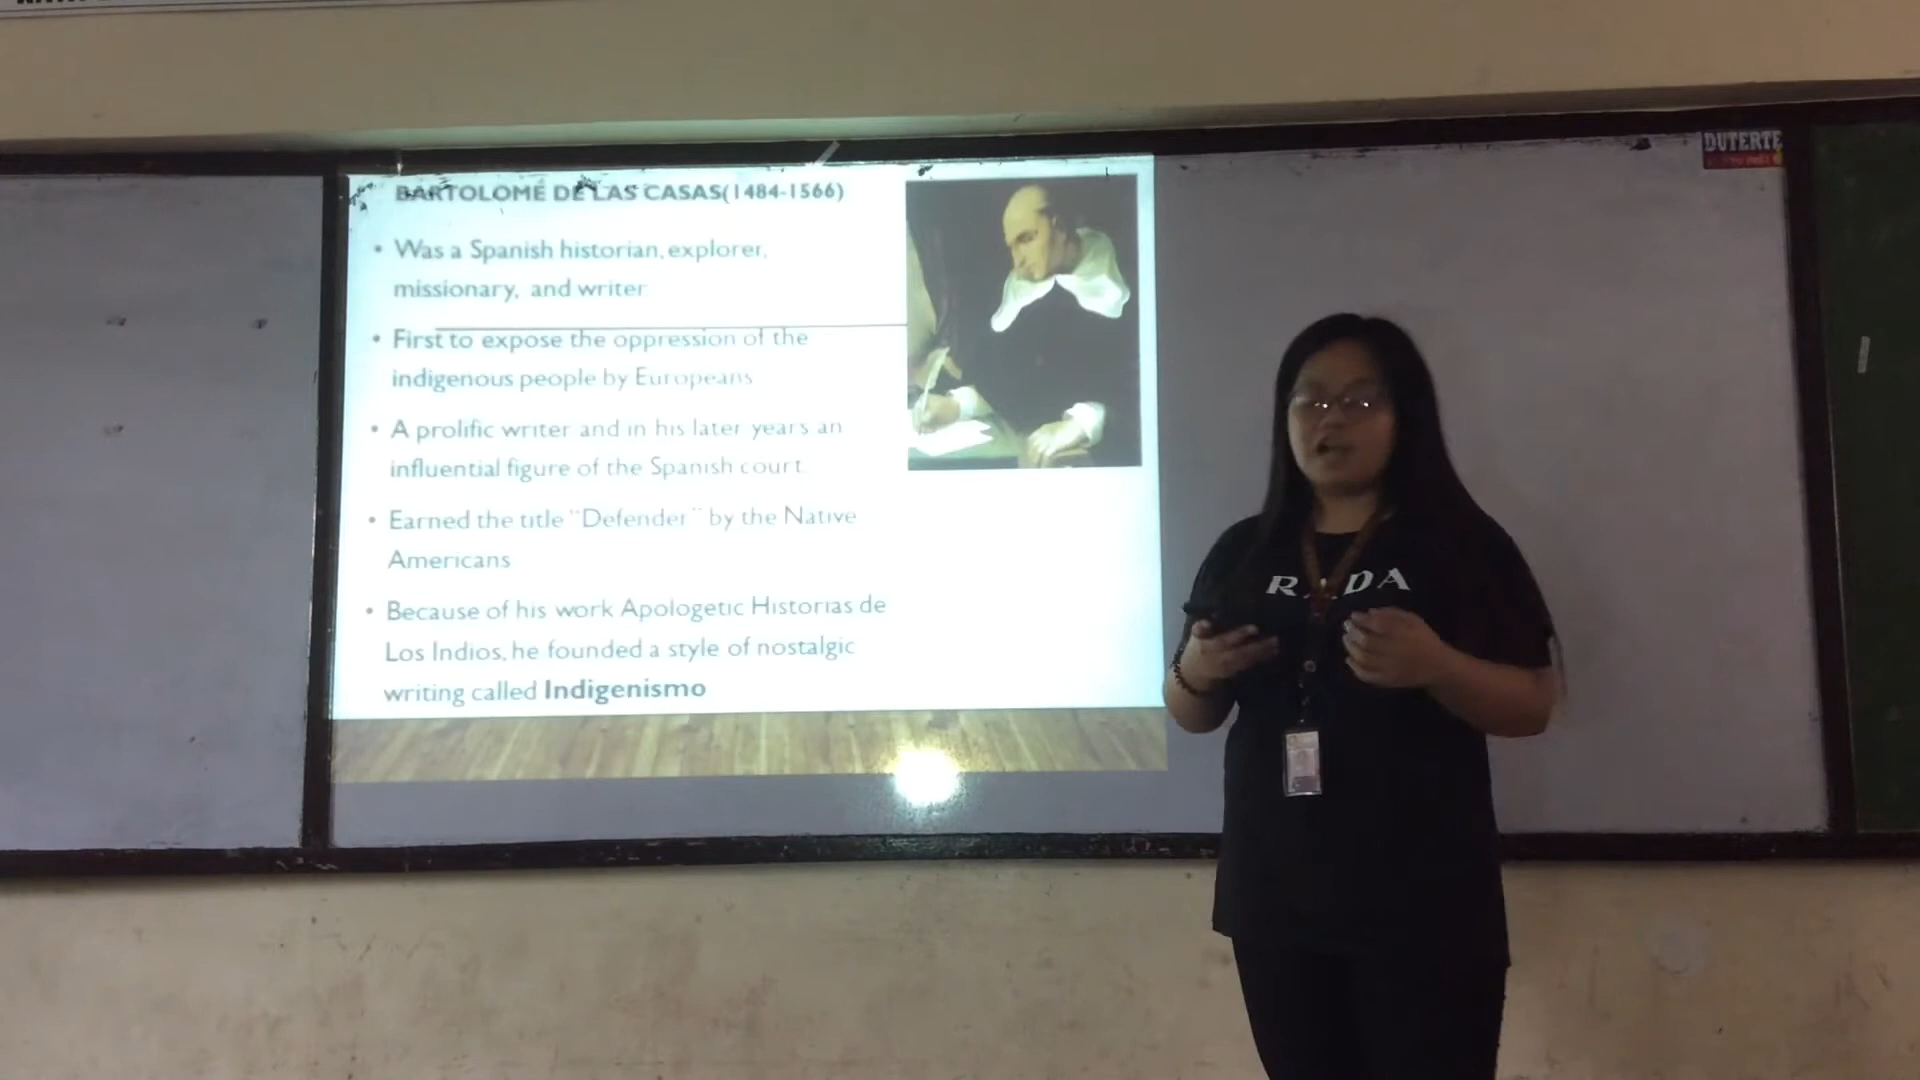 DUTERTE
BARTOLOMÉ DE LAS CASAS(1484-1566)
• Was a Spanish historian, explorer,
missionary, and writer
• First to expose the oppression of the
indigenous people by Europeans
• A prolific writer and in his later years an
influential figure of the Spanish court.
• Earned the title "Defender" by the Native
Americans
• Because of his work Apologetic Historias de
Los Indios, he founded a style of nostalgic
writing called Indigenismo